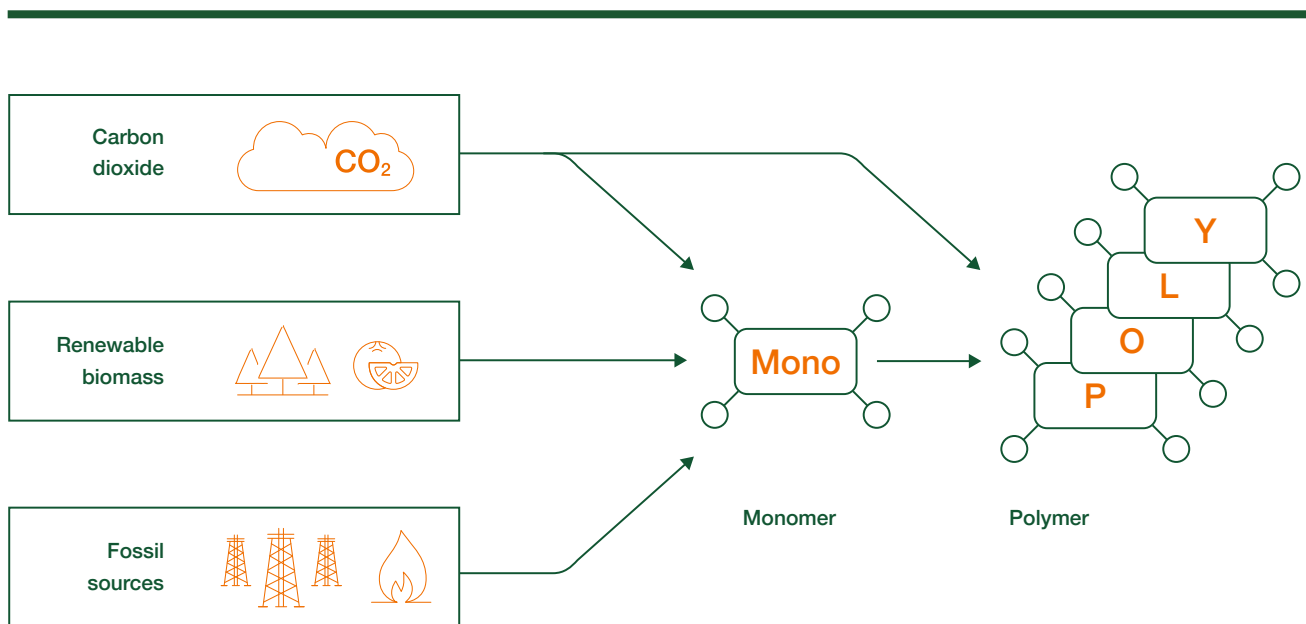 Carbon
dioxide
CO₂
Renewable
biomass
Fossil
sources
Mono
Monomer
Y
L
O
P
Polymer